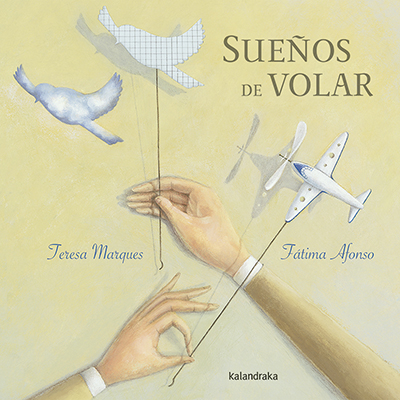 SUEÑOS
DE VOLAR
Teresa Marques
Fátima Afonso
kalandraka